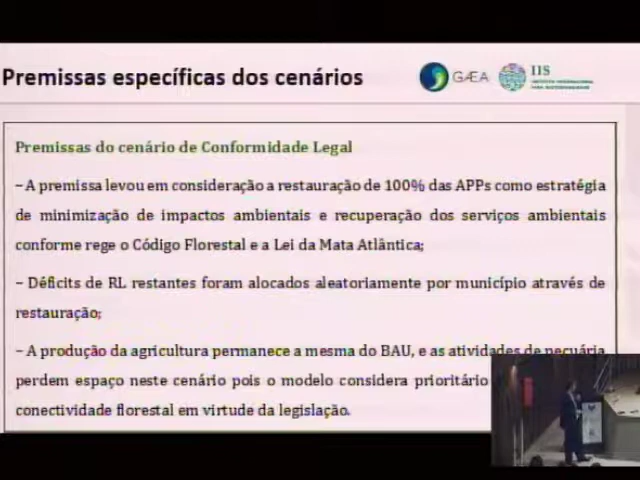 Premissas específicas dos cenários
GÆA
IIS
Premissas do cenário de Conformidade Legal
– A premissa levou em consideração a restauração de 100% das APPs como estratégia
de minimização de impactos ambientais e recuperação dos serviços ambientais
conforme rege o Código Florestal e a Lei da Mata Atlântica;
– Déficits de RL restantes foram alocados aleatoriamente por município através de
restauração;
– A produção da agricultura permanece a mesma do BAU, e as atividades de pecuária
perdem espaço neste cenário pois o modelo considera prioritário
conectividade florestal em virtude da legislação.